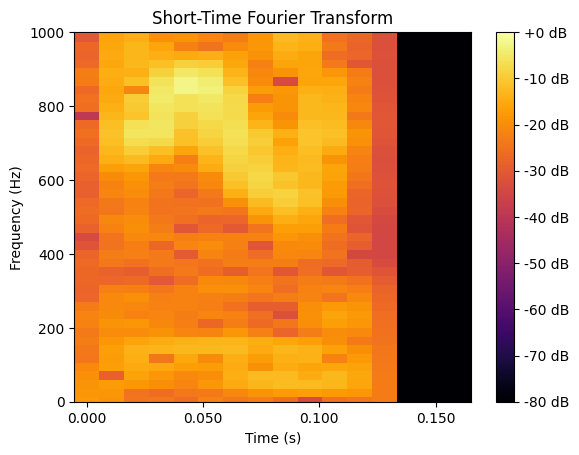 Short-Time Fourier Transform
1000
800
600
400
200
0
Frequency (Hz)
0.000
0.050
0.100
0.150
Time (s)
+0 dB
-10 dB
-20 dB
-30 dB
-40 dB
-50 dB
-60 dB
-70 dB
-80 dB